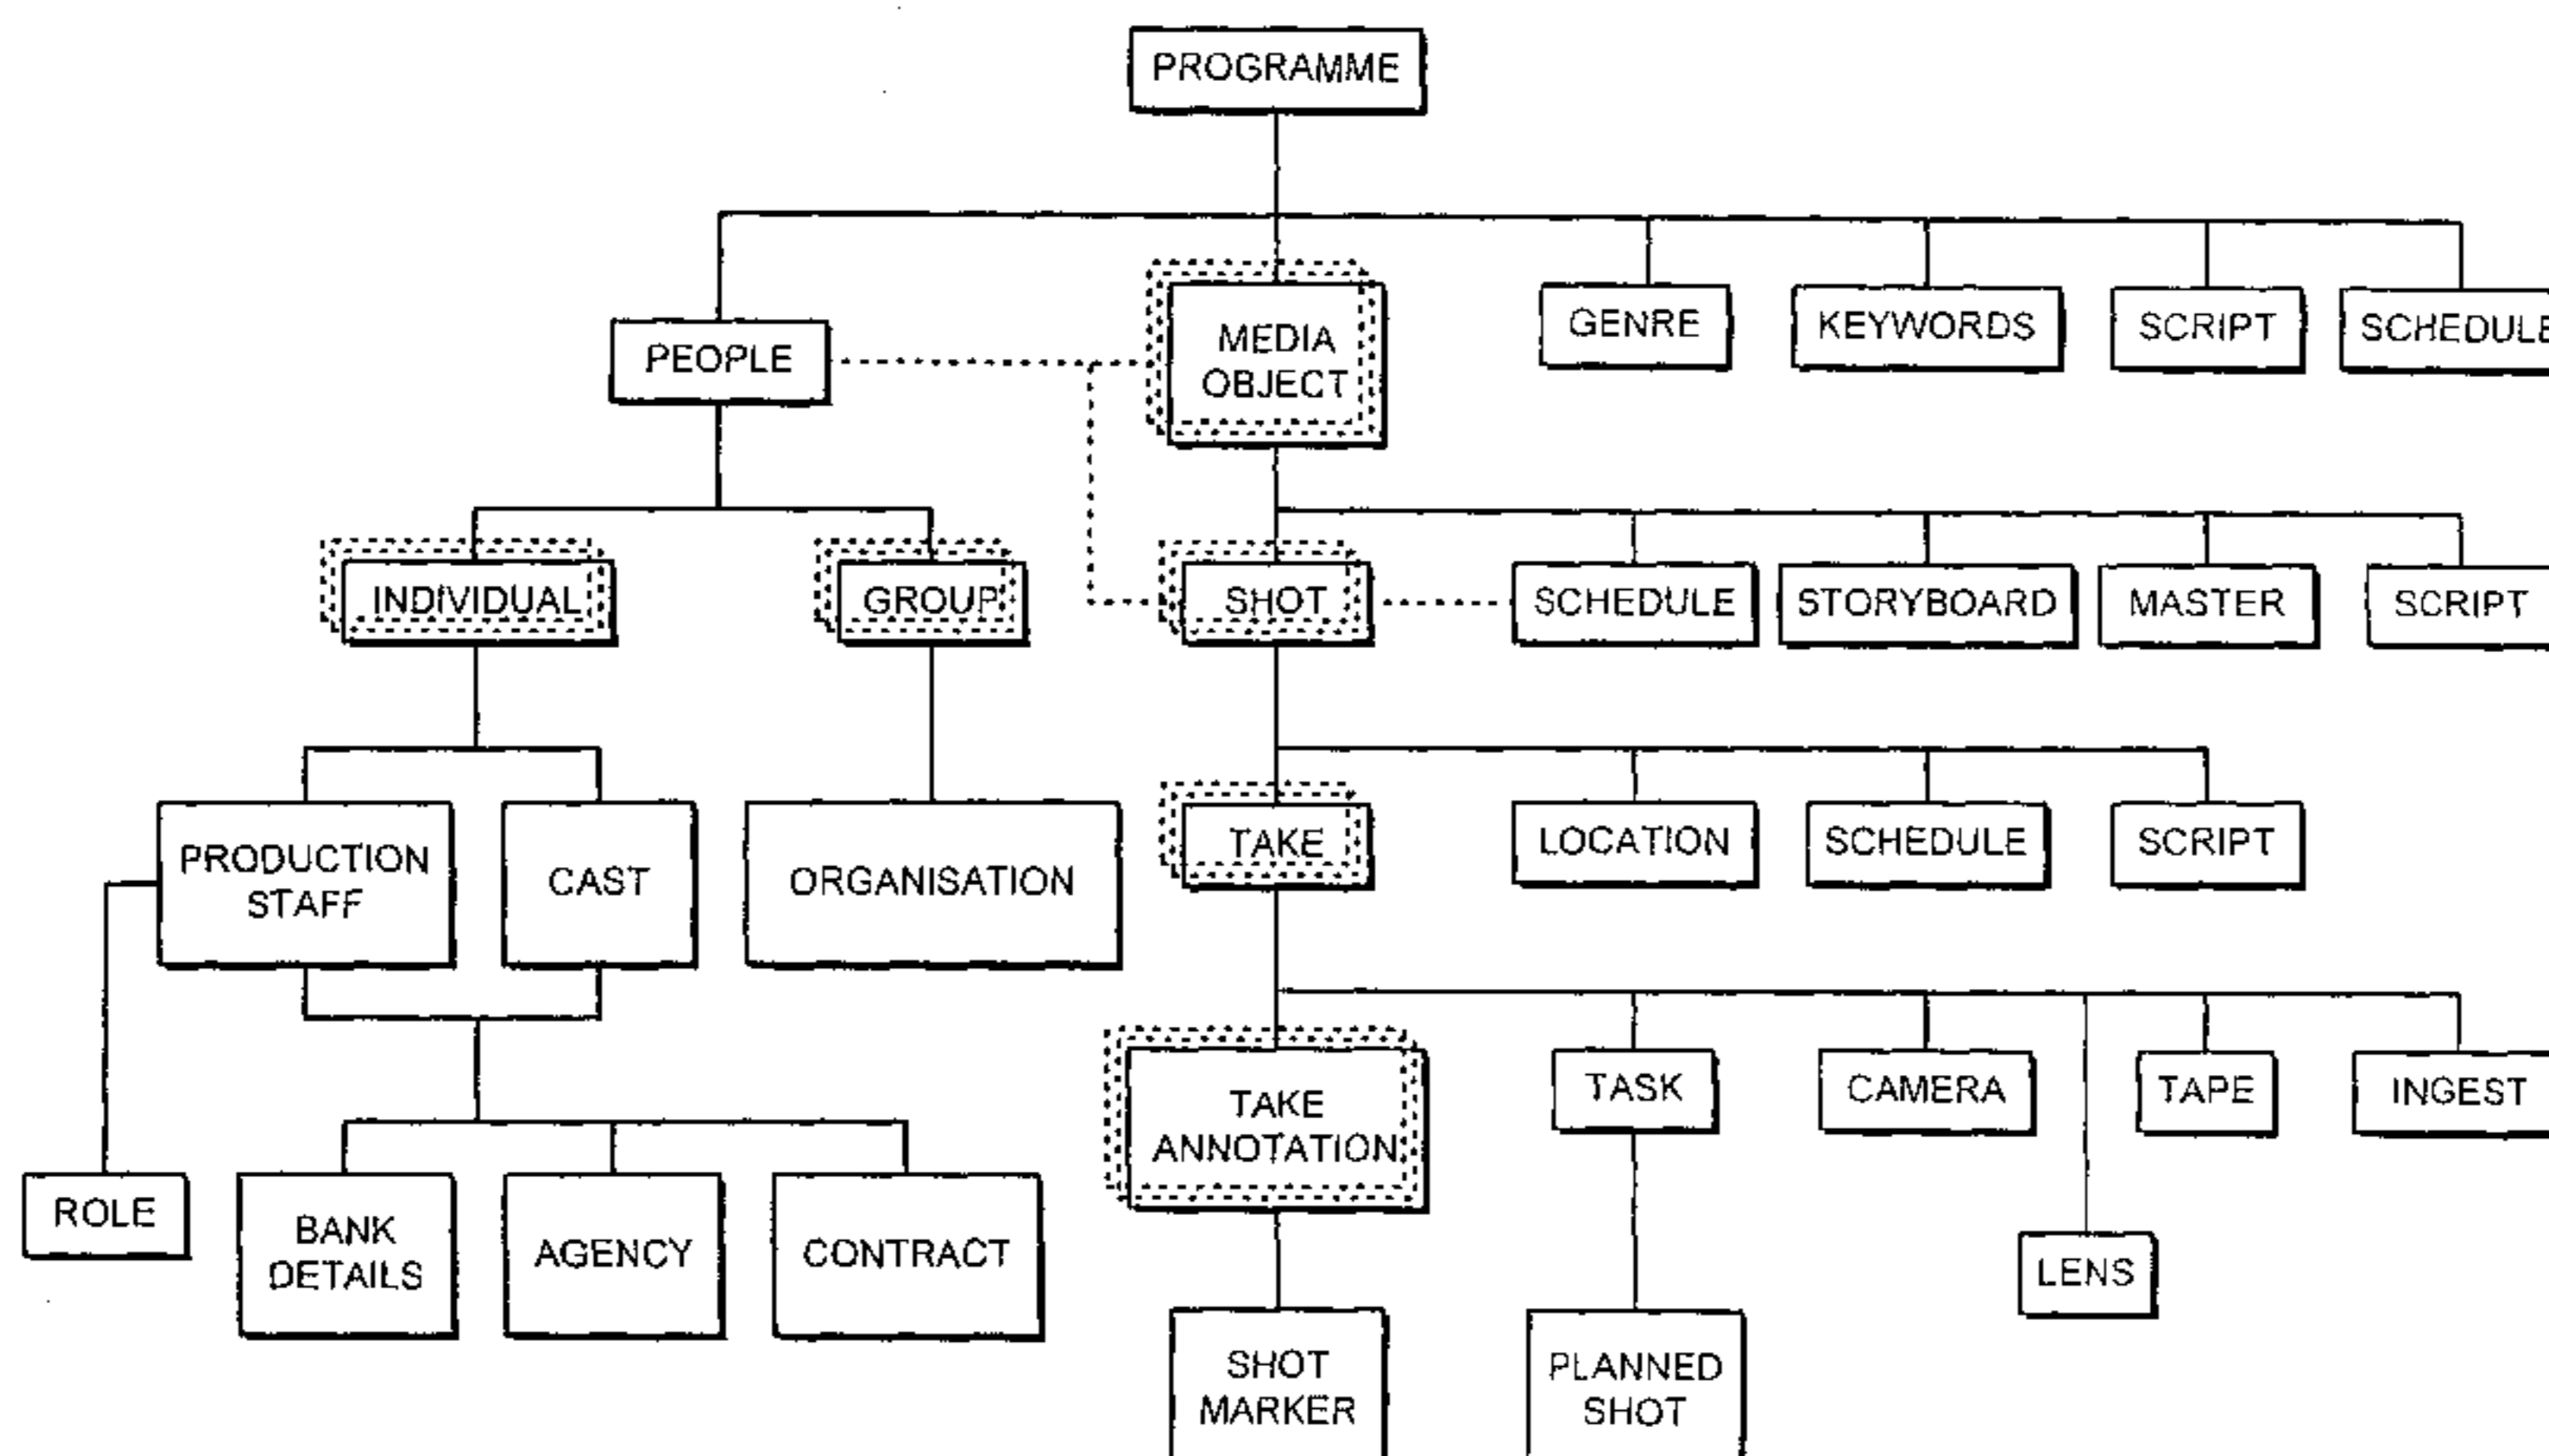 PROGRAMME
PEOPLE
MEDIA
OBJECT
GENRE
KEYWORDS
SCRIPT
SCHEDULE
INDIVIDUAL
GROUP
SHOT
SCHEDULE
STORYBOARD
MASTER
SCRIPT
PRODUCTION
STAFF
CAST
ORGANISATION
TAKE
LOCATION
SCHEDULE
SCRIPT
TAKE
ANNOTATION
TASK
CAMERA
TAPE
INGEST
ROLE
BANK
DETAILS
AGENCY
CONTRACT
LENS
SHOT
MARKER
PLANNED
SHOT